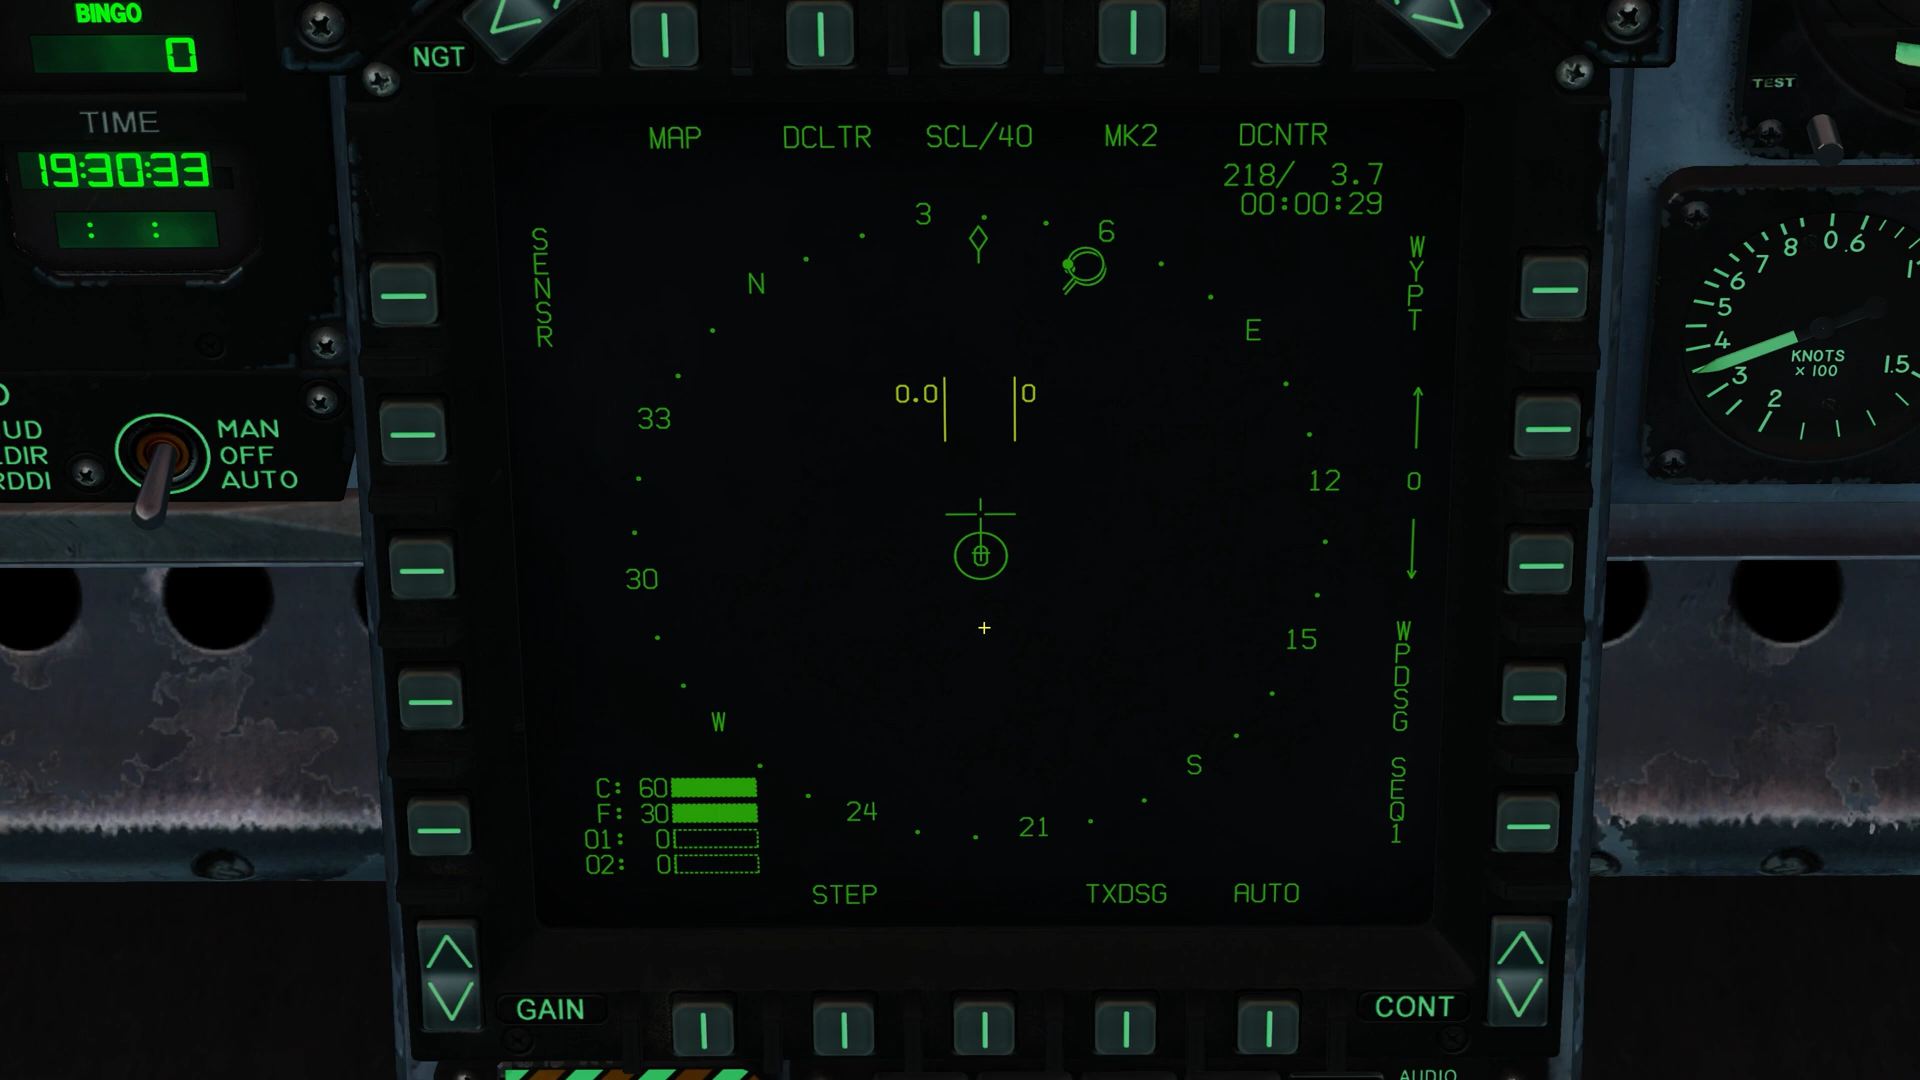 BINGO
0
TIME
19:30:33
: :
UD
DIR
RDDI
MAN
OFF
AUTO
NGT
MAP DCLTR SCL/40 MK2 DCNTR
218/ 3.7
00:00:29
SENSR
WYPT
0
WPDSG
SEQ1
3
6
N
E
33
12
30
15
W
S
24
21
0.0
0
C: 60
F: 30
O1: 0
O2: 0
STEP TXDSG AUTO
GAIN
CONT
TEST
8 0.6
7
6
5
4
3
2
1.5
KNOTS
x 100
AUDIO